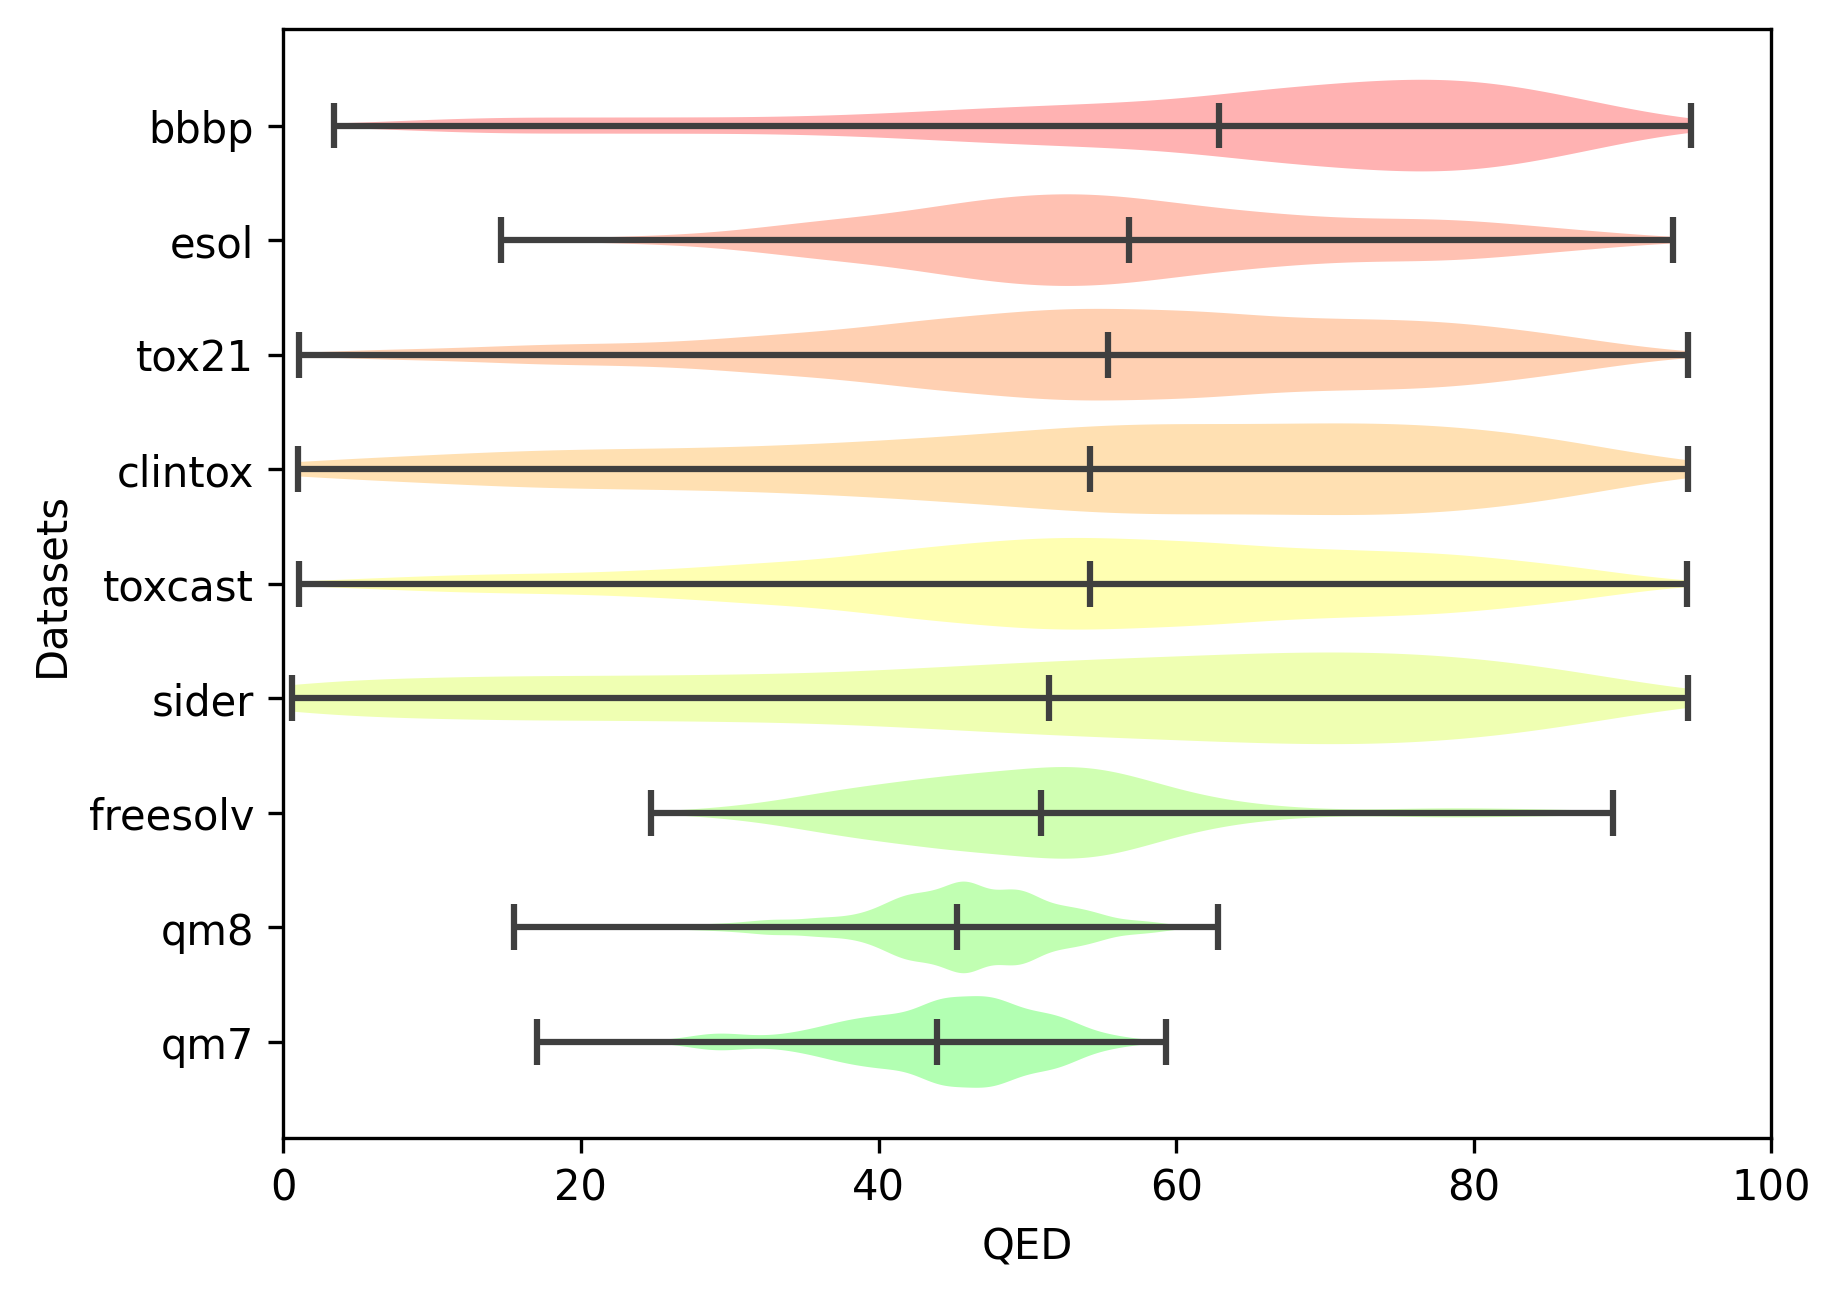 bbbp
esol
tox21
clintox
toxcast
sider
freesolv
qm8
qm7
Datasets
0 20 40 60 80 100
QED